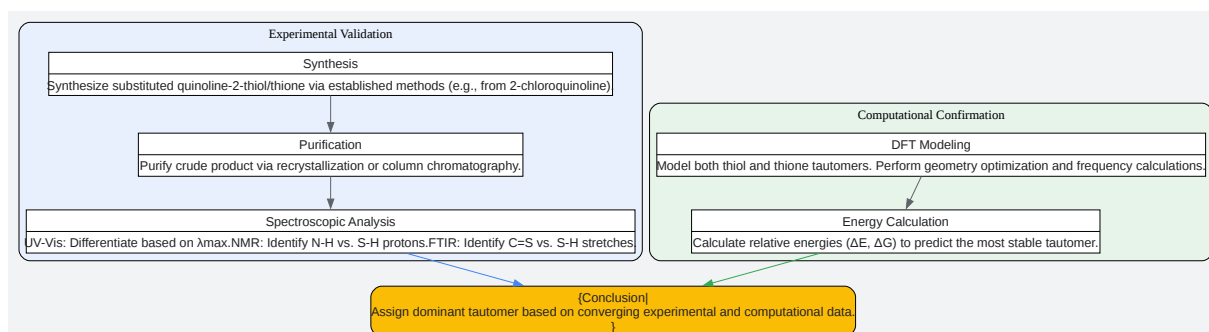 Experimental Validation
Synthesis
Synthesize substituted quinoline-2-thiol/thione via established methods (e.g., from 2-chloroquinoline).
Purification
Purify crude product via recrystallization or column chromatography.
Spectroscopic Analysis
UV-Vis: Differentiate based on λmax.NMR: Identify N-H vs. S-H protons.FTIR: Identify C=S vs. S-H stretches.
Computational Confirmation
DFT Modeling
Model both thiol and thione tautomers. Perform geometry optimization and frequency calculations.
Energy Calculation
Calculate relative energies (ΔE, ΔG) to predict the most stable tautomer.
{Conclusion|
Assign dominant tautomer based on converging experimental and computational data.
}